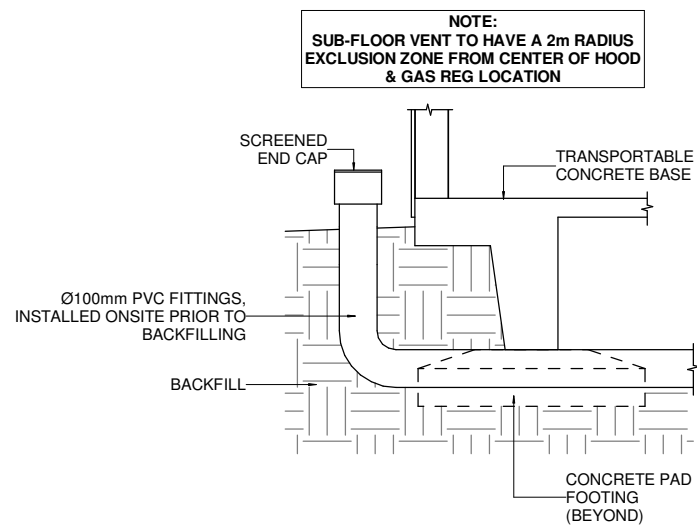 NOTE:
SUB-FLOOR VENT TO HAVE A 2m RADIUS
EXCLUSION ZONE FROM CENTER OF HOOD
& GAS REG LOCATION
SCREENED
END CAP
TRANSPORTABLE
CONCRETE BASE
Ø100mm PVC FITTINGS,
INSTALLED ONSITE PRIOR TO
BACKFILLING
BACKFILL
CONCRETE PAD
FOOTING
(BEYOND)